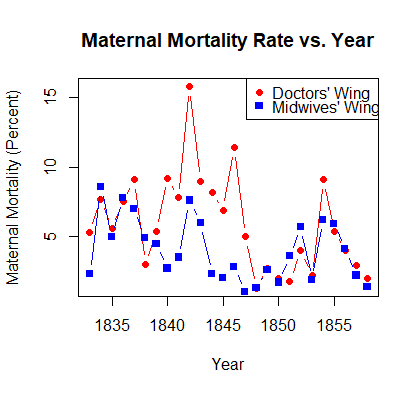 Maternal Mortality Rate vs. Year
Doctors' Wing
Midwives' Wing
Maternal Mortality (Percent)
15
10
5
1835 1840 1845 1850 1855
Year